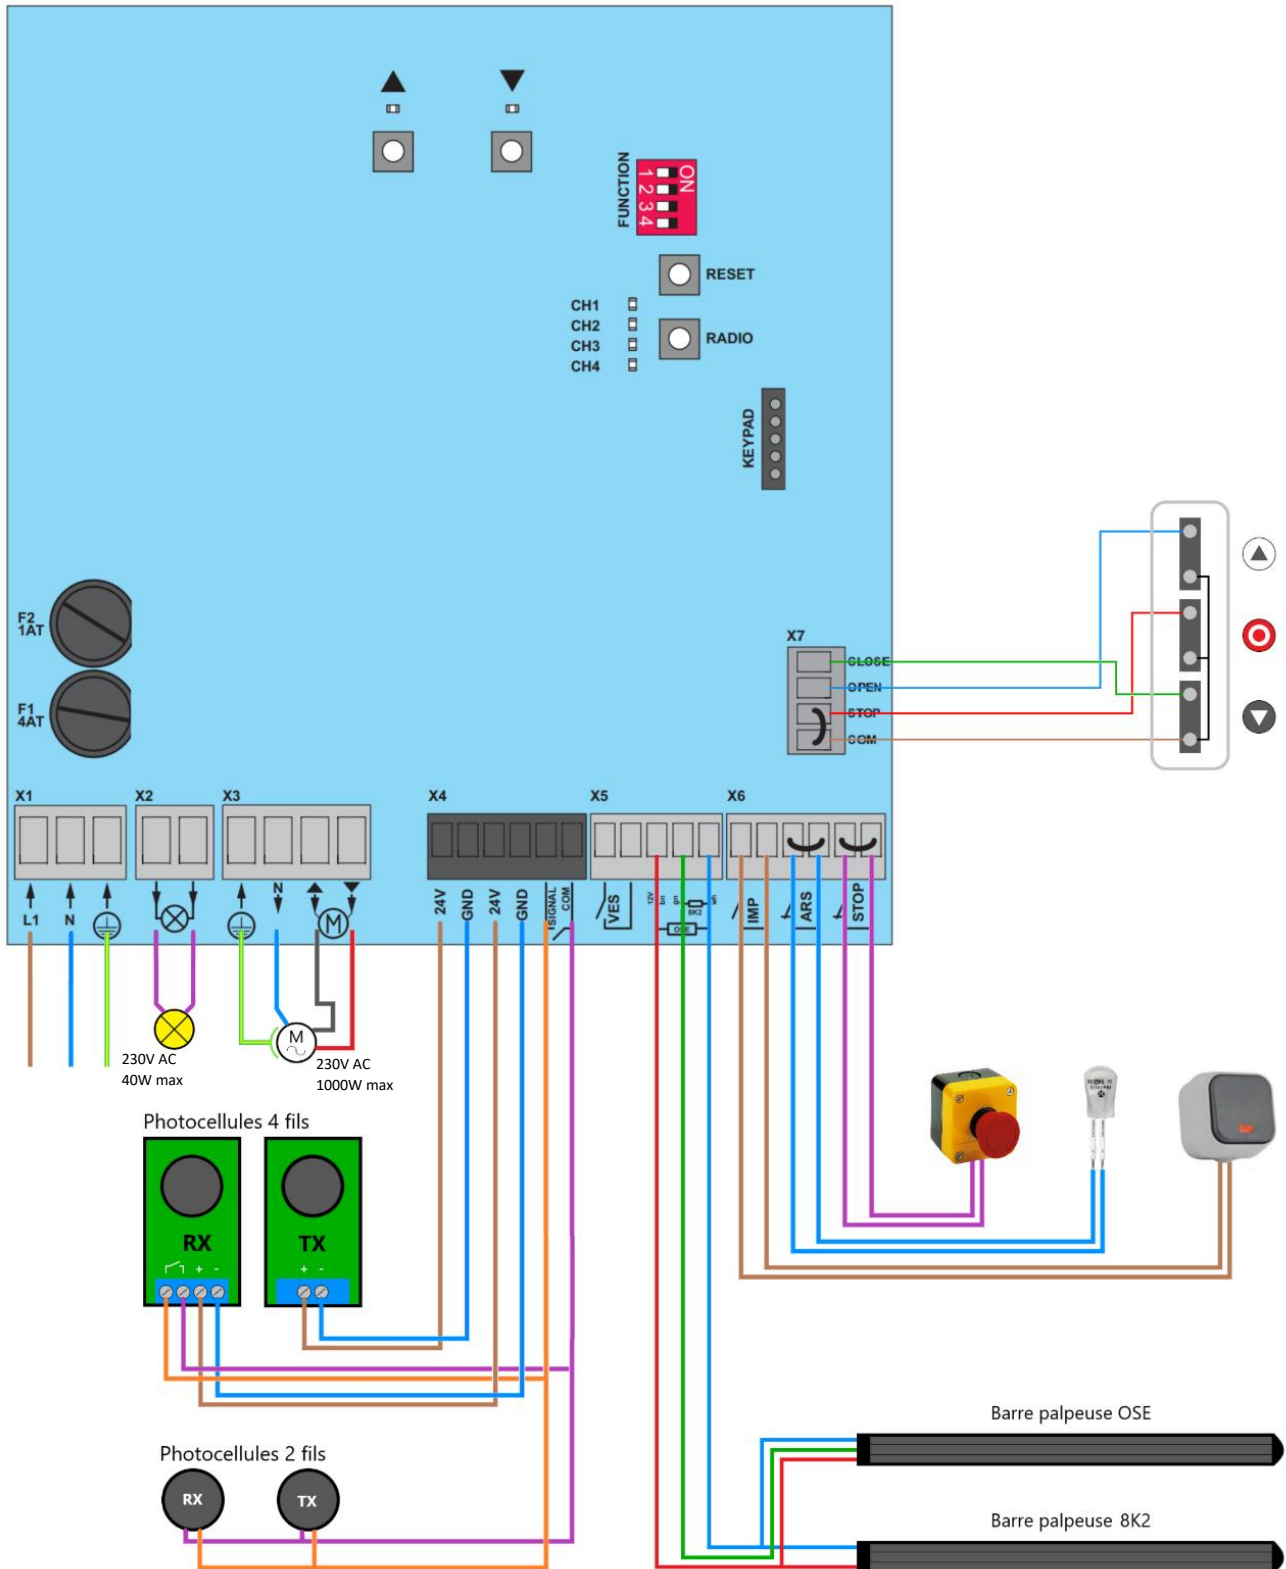 FUNCTION
1
2
3
4
ON
RESET
CH1
CH2
CH3
CH4
RADIO
KEYPAD
F2
1AT
F1
4AT
X7
CLOSE
OPEN
STOP
COM
X1
X2
X3
X4
X5
X6
L1
N
N
M
24V
GND
24V
GND
SIGNAL
COM
VES
12V
bn
gn
8K2
wh
OSE
IMP
ARS
STOP
M
230V AC
40W max
230V AC
1000W max
Photocellules 4 fils
RX
TX
+ -
+ -
Photocellules 2 fils
RX
TX
Barre palpeuse OSE
Barre palpeuse 8K2